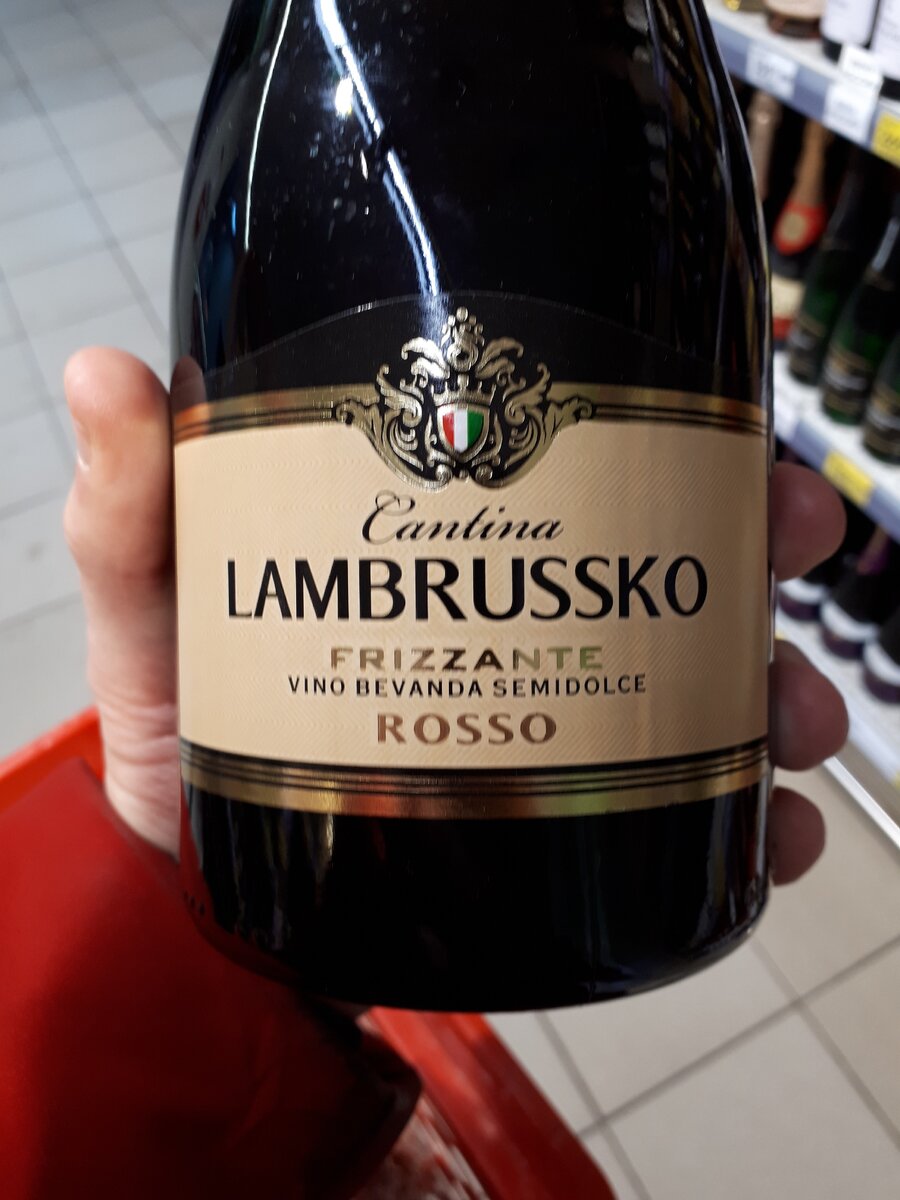 Cantina
LAMBRUSSKO
FRIZZANTE
VINO BEVANDA SEMIDOLCE
ROSSO